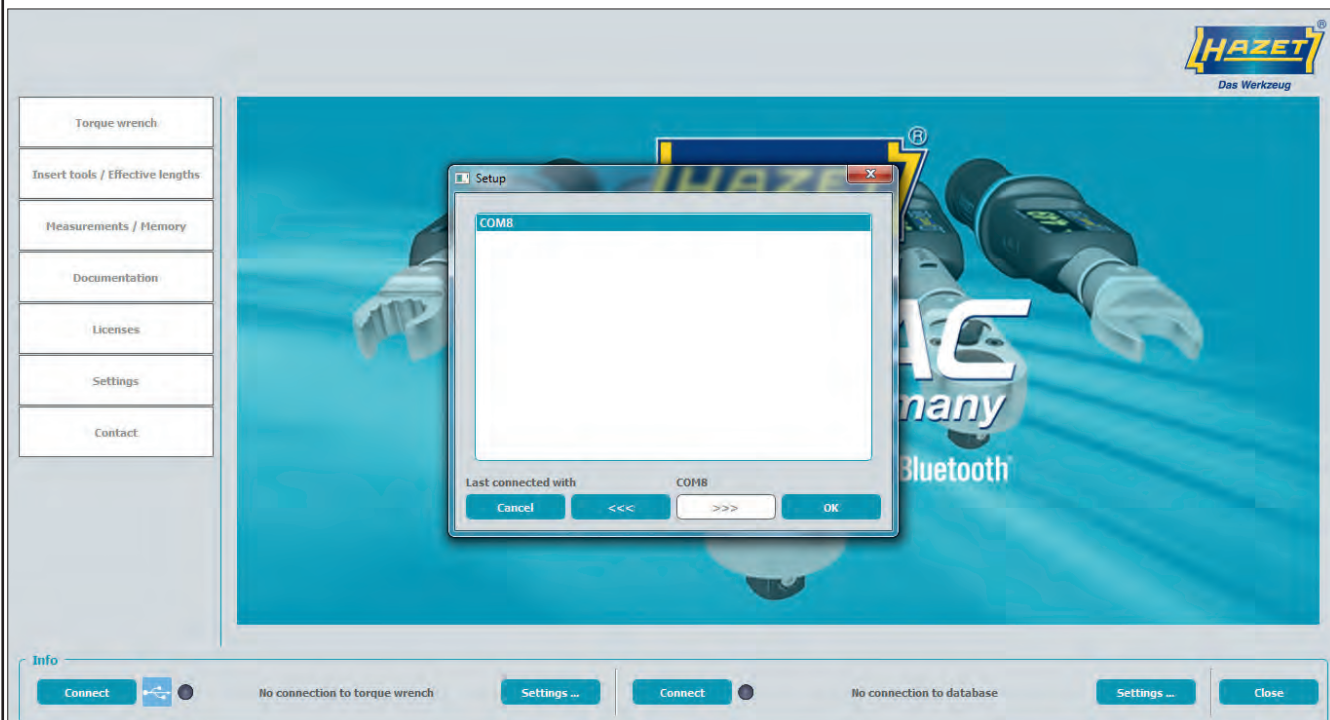 HAZET
®
Das Werkzeug
Torque wrench
Insert tools / Effective lengths
Measurements / Memory
Documentation
Licenses
Settings
Contact
®
HAZE
Setup
x
COM8
AC
many
Bluetooth
Last connected with COM8
Cancel <<< >>> OK
Info
Connect No connection to torque wrench Settings ... Connect No connection to database Settings ... Close